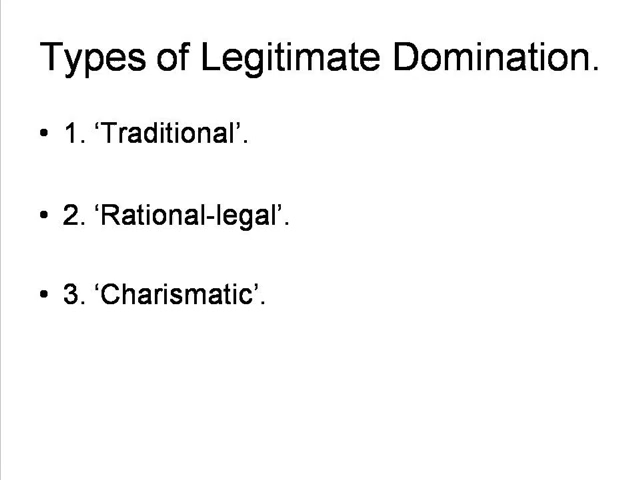 Types of Legitimate Domination.
• 1. ‘Traditional’.
• 2. ‘Rational-legal’.
• 3. ‘Charismatic’.